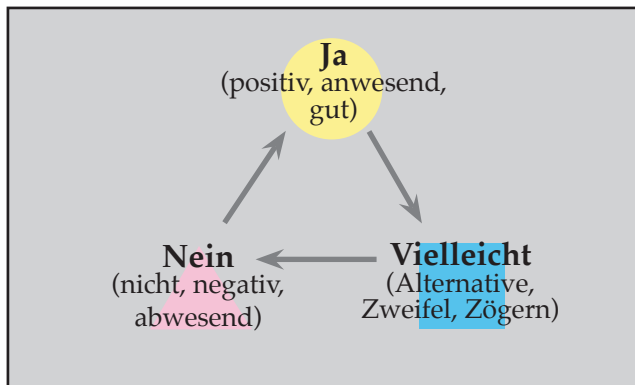 Ja
(positiv, anwesend,
gut)
Nein
(nicht, negativ,
abwesend)
Vielleicht
(Alternative,
Zweifel, Zögern)